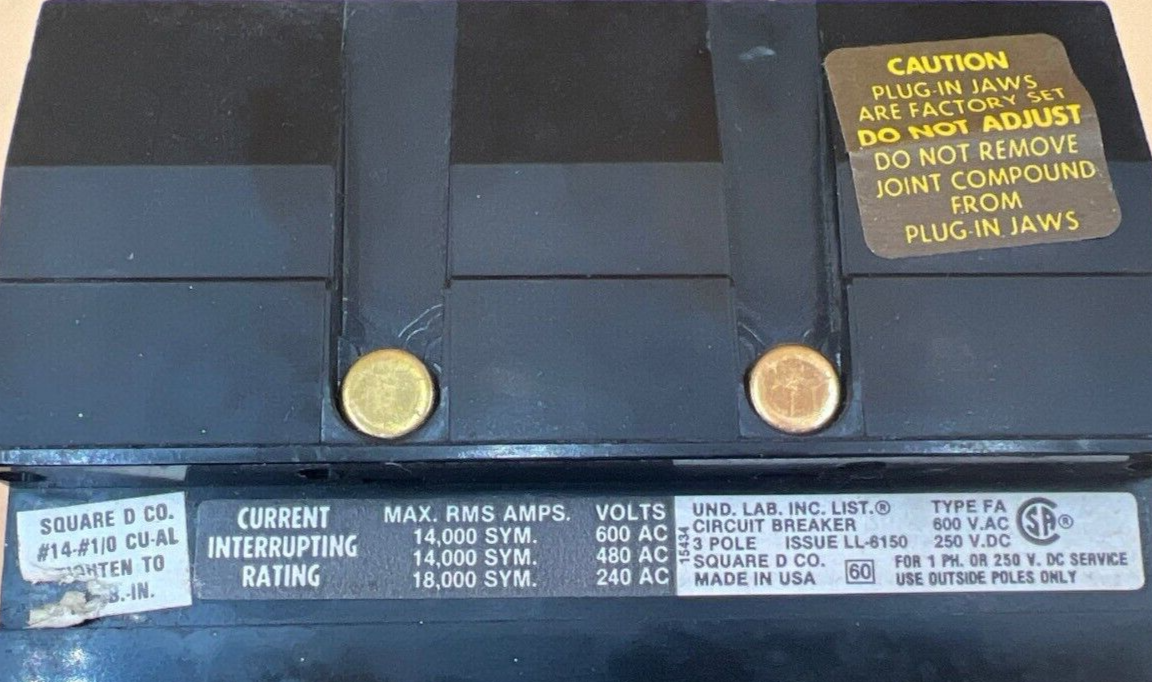 CAUTION
PLUG-IN JAWS
ARE FACTORY SET
DO NOT ADJUST
DO NOT REMOVE
JOINT COMPOUND
FROM
PLUG-IN JAWS
SQUARE D CO.
#14-#1/0 CU-AL
TIGHTEN TO
B.-IN.
CURRENT
INTERRUPTING
RATING
MAX. RMS AMPS. VOLTS
14,000 SYM. 600 AC
14,000 SYM. 480 AC
18,000 SYM. 240 AC
15434
UND. LAB. INC. LIST.® TYPE FA
CIRCUIT BREAKER 600 V.AC
3 POLE ISSUE LL-6150 250 V.DC
SQUARE D CO. FOR 1 PH. OR 250 V. DC SERVICE
MADE IN USA 60 USE OUTSIDE POLES ONLY
SA ®